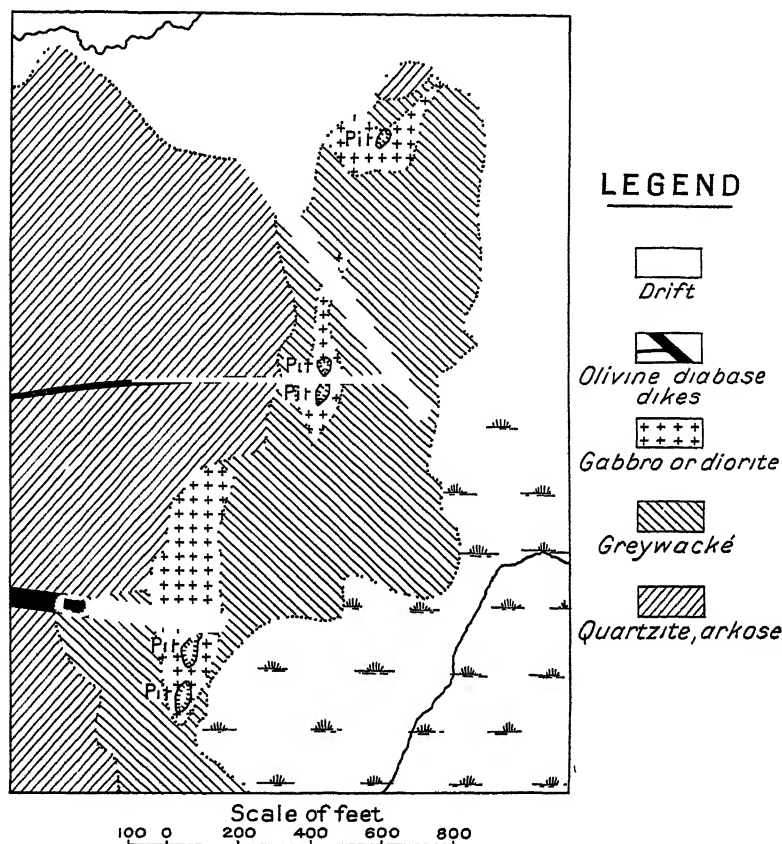 Pit
Pit
Pit
Pit
Pit
LEGEND
Drift
Olivine diabase
dikes
Gabbro or diorite
Greywacké
Quartzite, arkose
Scale of feet
100 0 200 400 600 800